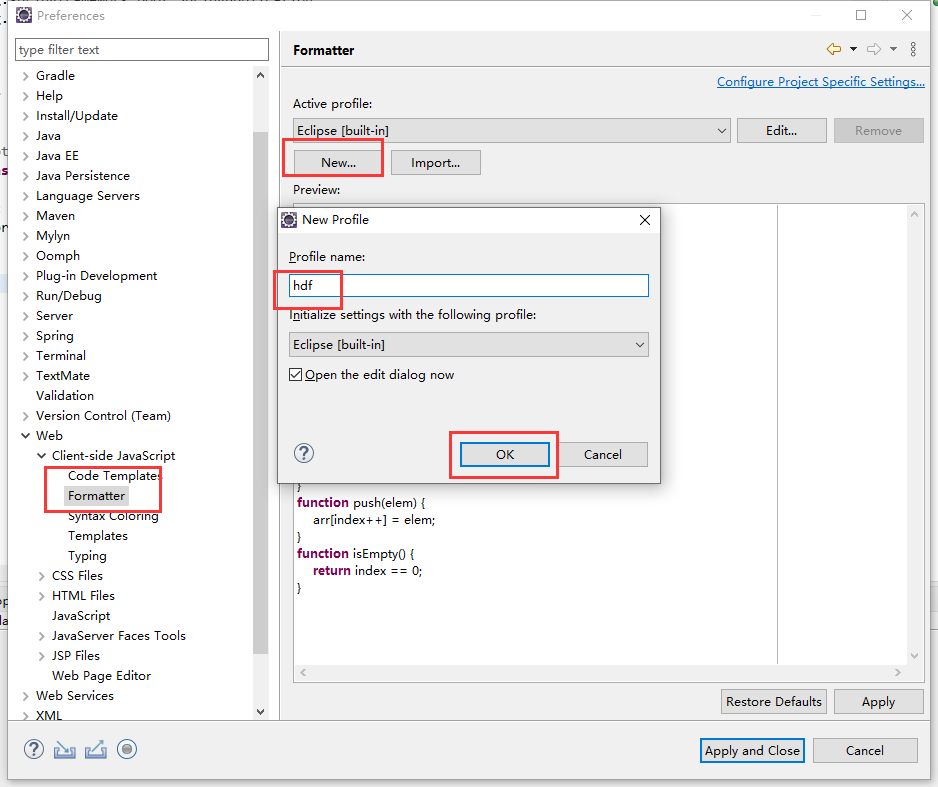 Preferences
type filter text
Gradle
Help
Install/Update
Java
Java EE
Java Persistence
Language Servers
Maven
Mylyn
Oomph
Plug-in Development
Run/Debug
Server
Spring
Terminal
TextMate
Validation
Version Control (Team)
Web
Client-side JavaScript
Code Templates
Formatter
Syntax Coloring
Templates
Typing
CSS Files
HTML Files
JavaScript
JavaServer Faces Tools
JSP Files
Web Page Editor
Web Services
XML
Formatter
Configure Project Specific Settings...
Active profile:
Eclipse [built-in]
Edit...
Remove
New...
Import...
Preview:
New Profile
Profile name:
hdf
Initialize settings with the following profile:
Eclipse [built-in]
Open the edit dialog now
OK
Cancel
}
function push(elem) {
arr[index++] = elem;
}
function isEmpty() {
return index == 0;
}
Restore Defaults
Apply
Apply and Close
Cancel